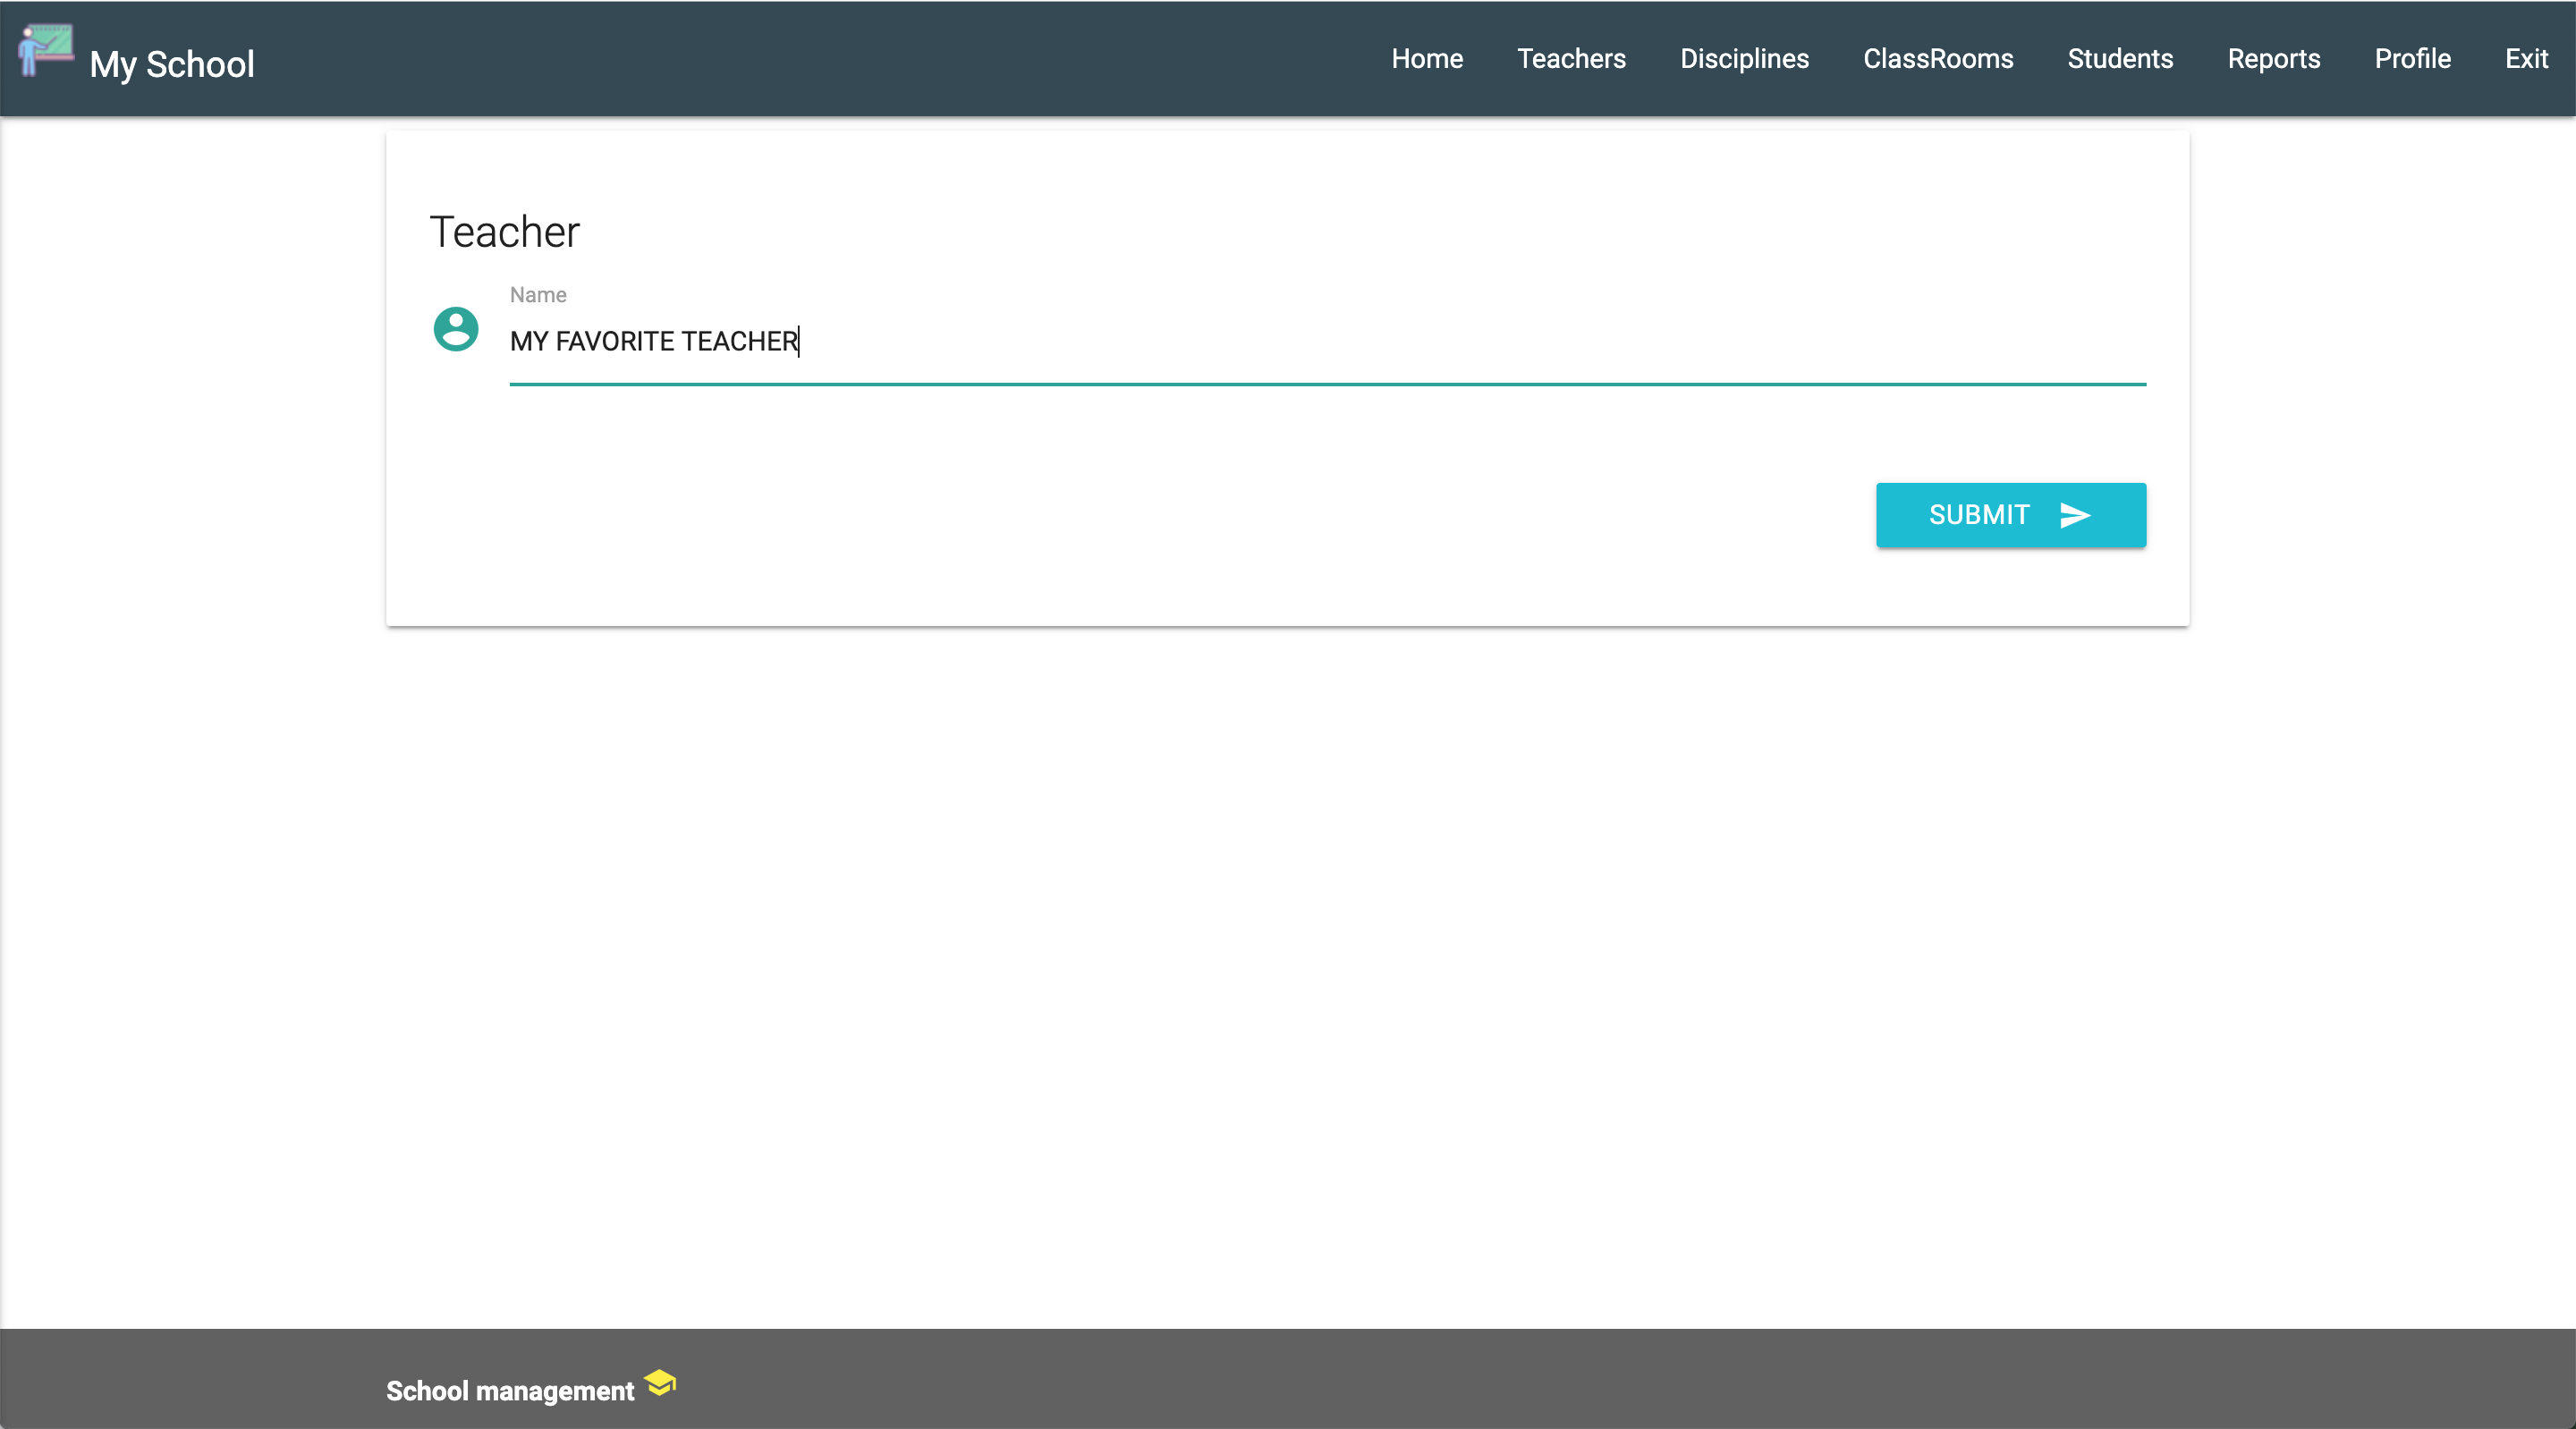 My School
Home Teachers Disciplines ClassRooms Students Reports Profile Exit
Teacher
Name
MY FAVORITE TEACHER
SUBMIT
School management